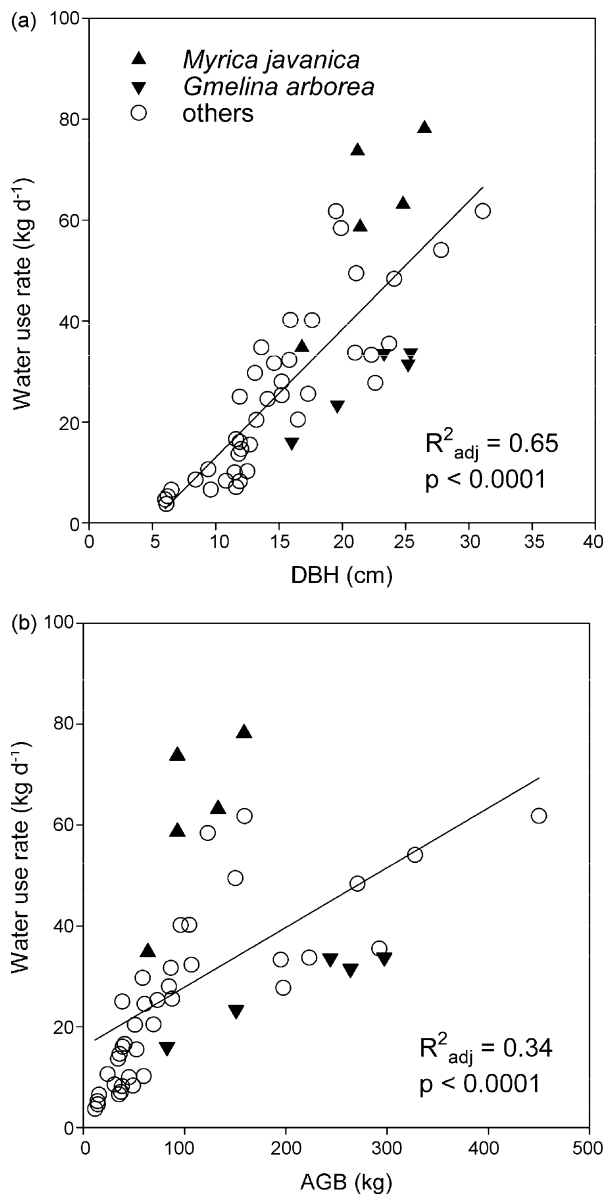 (a)
100
80
60
40
20
0
Water use rate (kg d⁻¹)
Myrica javanica
Gmelina arborea
others
R²adj = 0.65
p < 0.0001
0 5 10 15 20 25 30 35 40
DBH (cm)
(b)
100
80
60
40
20
0
Water use rate (kg d⁻¹)
R²adj = 0.34
p < 0.0001
0 100 200 300 400 500
AGB (kg)